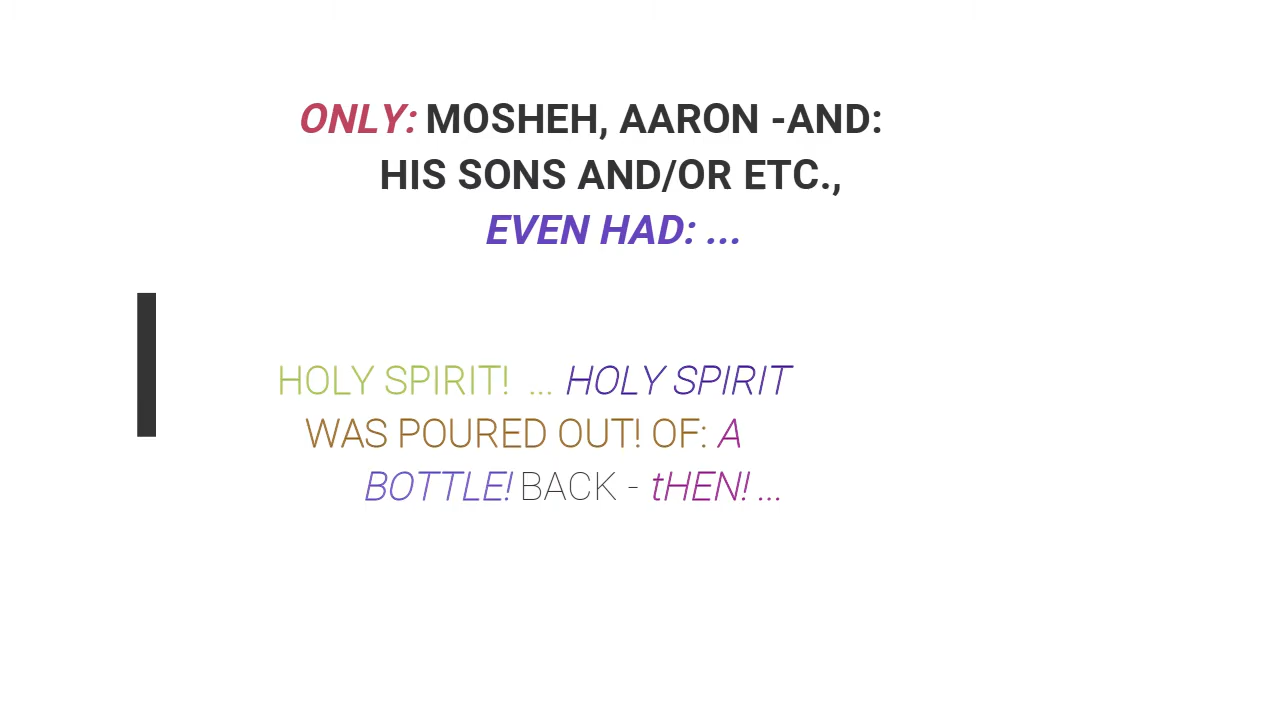 ONLY: MOSHEH, AARON -AND:
HIS SONS AND/OR ETC.,
EVEN HAD: ...
HOLY SPIRIT!  ... HOLY SPIRIT
WAS POURED OUT! OF: A
BOTTLE! BACK - tHEN! ...